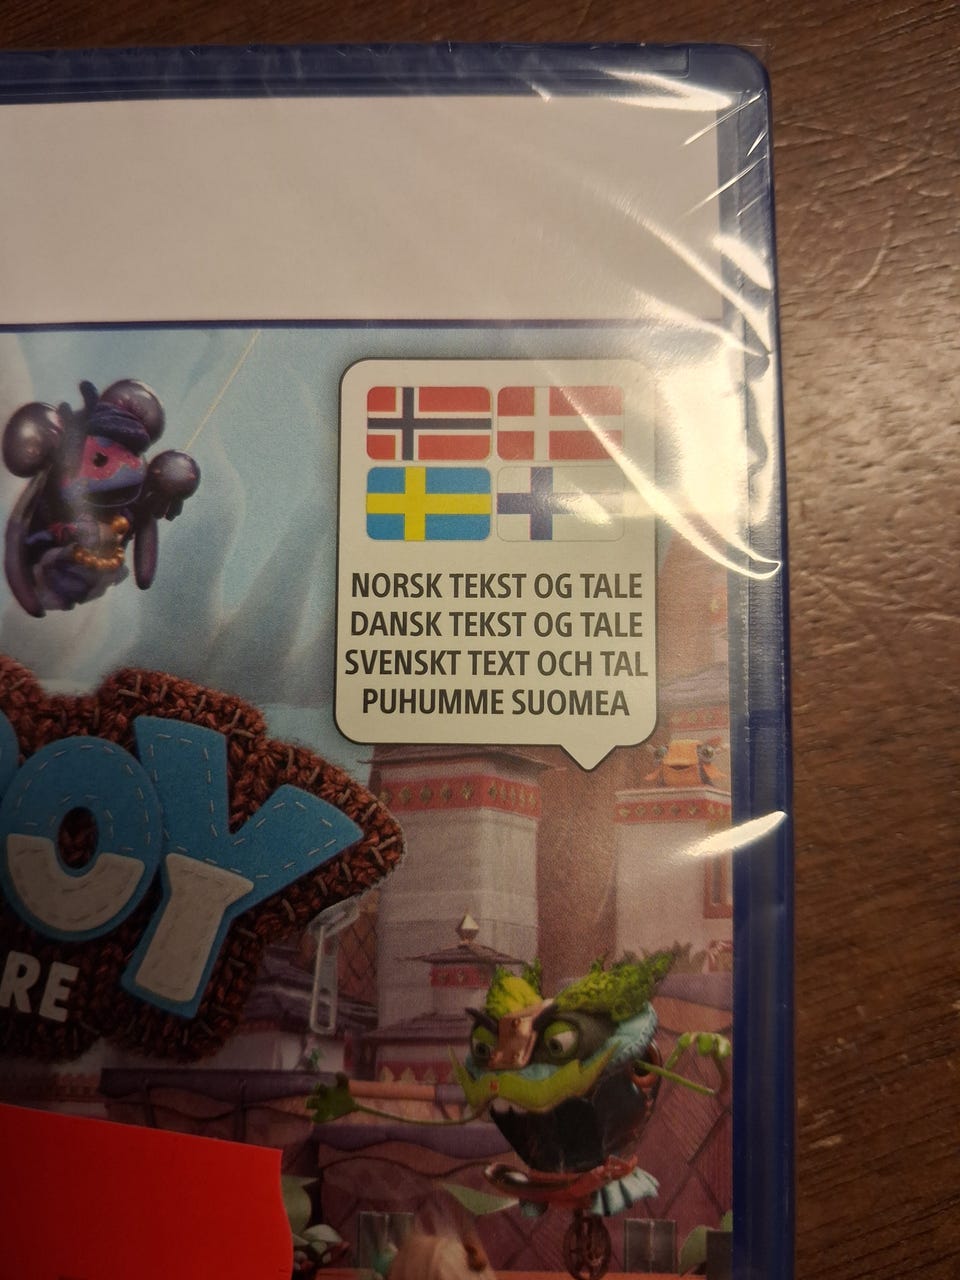 NORSK TEKST OG TALE
DANSK TEKST OG TALE
SVENSKT TEXT OCH TAL
PUHUMME SUOMEA
OY
RE